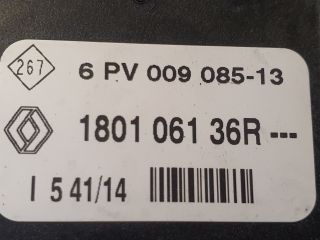 267
6 PV 009 085-13
1801 061 36R ---
I 5 41/14